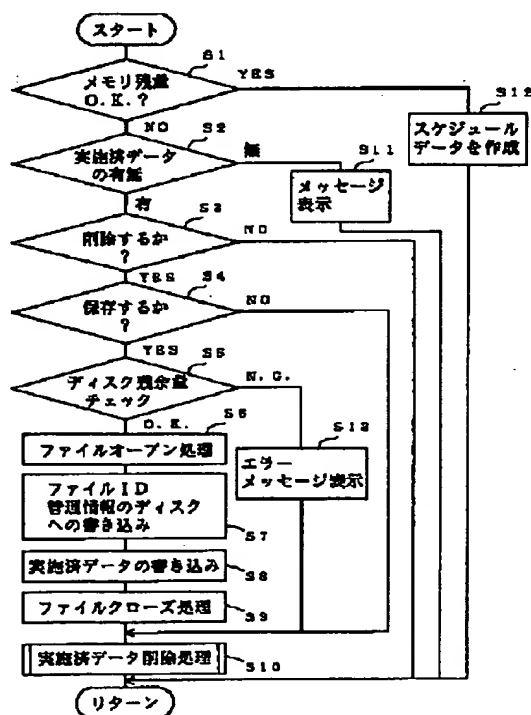 スタート
S1
メモリ残量
O.K.?
YES
S12
スケジュール
データを作成
NO
S2
実施済データ
の有無
無
S11
メッセージ
表示
有
S3
削除するか
?
NO
YES
S4
保存するか
?
NO
YES
S5
ディスク残余量
チェック
N.G.
O.K.
S6
S13
エラー
メッセージ表示
ファイルオープン処理
ファイルID
管理情報のディスク
への書き込み
S7
実施済データの書き込み
S8
ファイルクローズ処理
S9
実施済データ削除処理
S10
リターン